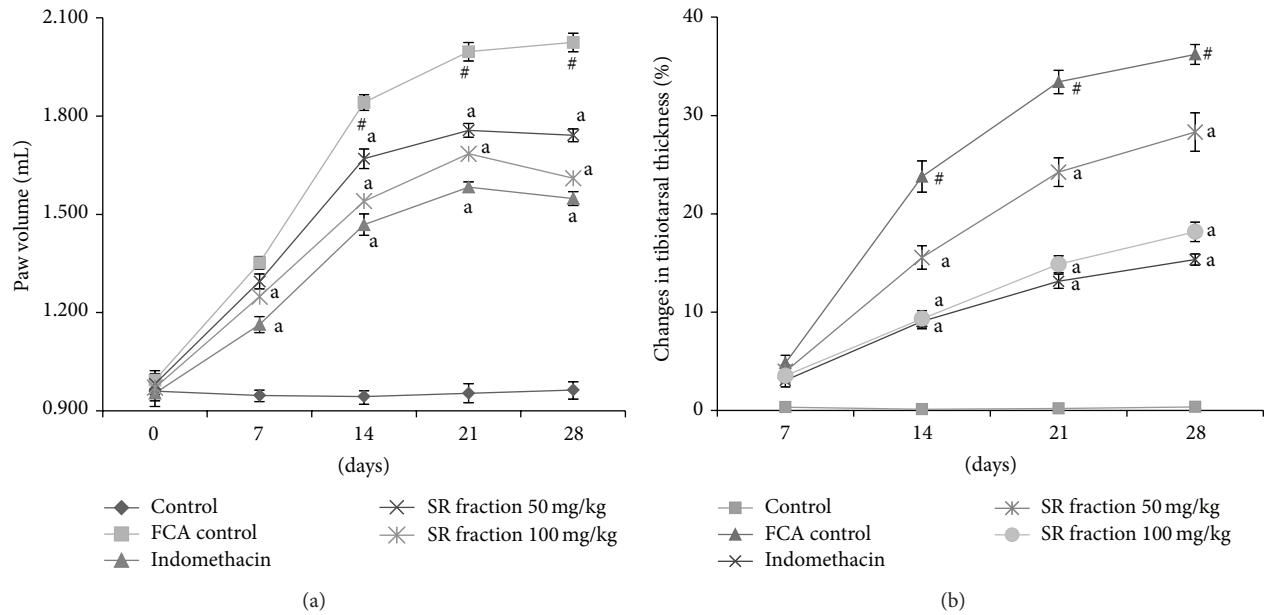 2.100
1.800
1.500
1.200
0.900
Paw volume (mL)
# # #
a a a
a a a a
a a a a
0 7 14 21 28
(days)
Control
FCA control
Indomethacin
SR fraction 50 mg/kg
SR fraction 100 mg/kg
(a)
40
30
20
10
0
Changes in tibiotarsal thickness (%)
# # #
a a a
a a a
a a a
7 14 21 28
(days)
Control
FCA control
Indomethacin
SR fraction 50 mg/kg
SR fraction 100 mg/kg
(b)